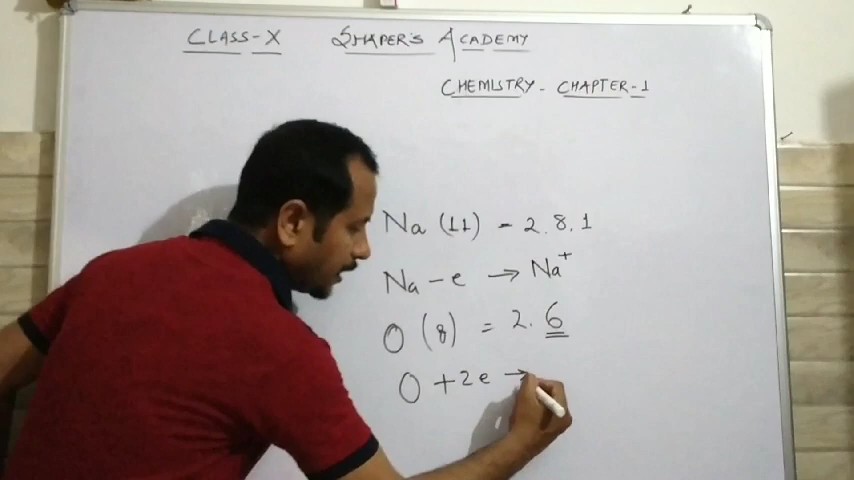 CLASS-X SHAPER'S ACADEMY
CHEMISTRY - CHAPTER-1
Na (11) - 2.8.1
Na - e → Na⁺
O (8) = 2.6
O + 2e →